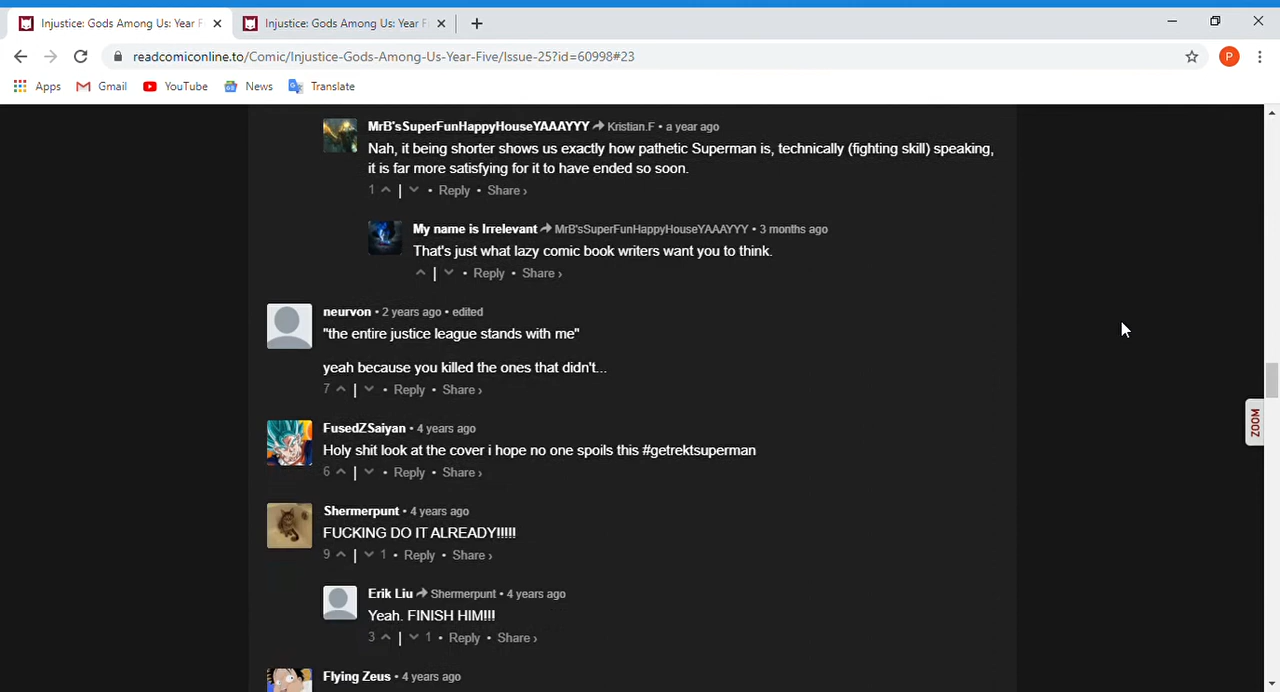 Injustice: Gods Among Us: Year F
Injustice: Gods Among Us: Year F
readcomiconline.to/Comic/Injustice-Gods-Among-Us-Year-Five/Issue-25?id=60998#23
P
Apps Gmail YouTube News Translate
MrB'sSuperFunHappyHouseYAAAYYY Kristian.F • a year ago
Nah, it being shorter shows us exactly how pathetic Superman is, technically (fighting skill) speaking,
it is far more satisfying for it to have ended so soon.
1 | • Reply • Share ›
My name is Irrelevant MrB'sSuperFunHappyHouseYAAAYYY • 3 months ago
That's just what lazy comic book writers want you to think.
| • Reply • Share ›
neurvon • 2 years ago • edited
"the entire justice league stands with me"
yeah because you killed the ones that didn't...
7 | • Reply • Share ›
FusedZSaiyan • 4 years ago
Holy shit look at the cover i hope no one spoils this #getrektsuperman
6 | • Reply • Share ›
Shermerpunt • 4 years ago
FUCKING DO IT ALREADY!!!!!
9 | 1 • Reply • Share ›
Erik Liu Shermerpunt • 4 years ago
Yeah. FINISH HIM!!!
3 | 1 • Reply • Share ›
Flying Zeus • 4 years ago
ZOOM